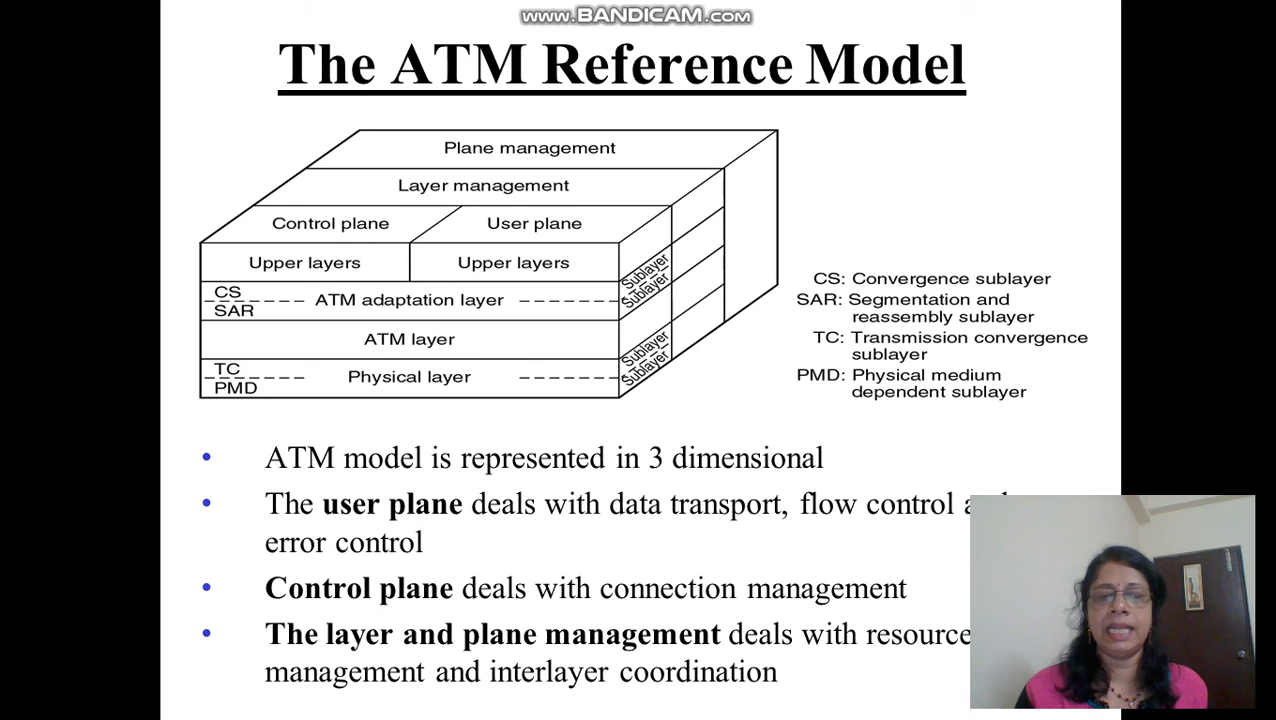 www.BANDICAM.com
The ATM Reference Model
Plane management
Layer management
Control plane User plane
Upper layers Upper layers
CS
ATM adaptation layer
SAR
ATM layer
TC
Physical layer
PMD
Sublayer
Sublayer
Sublayer
Sublayer
CS: Convergence sublayer
SAR: Segmentation and
reassembly sublayer
TC: Transmission convergence
sublayer
PMD: Physical medium
dependent sublayer
• ATM model is represented in 3 dimensional
• The user plane deals with data transport, flow control
error control
• Control plane deals with connection management
• The layer and plane management deals with resource
management and interlayer coordination